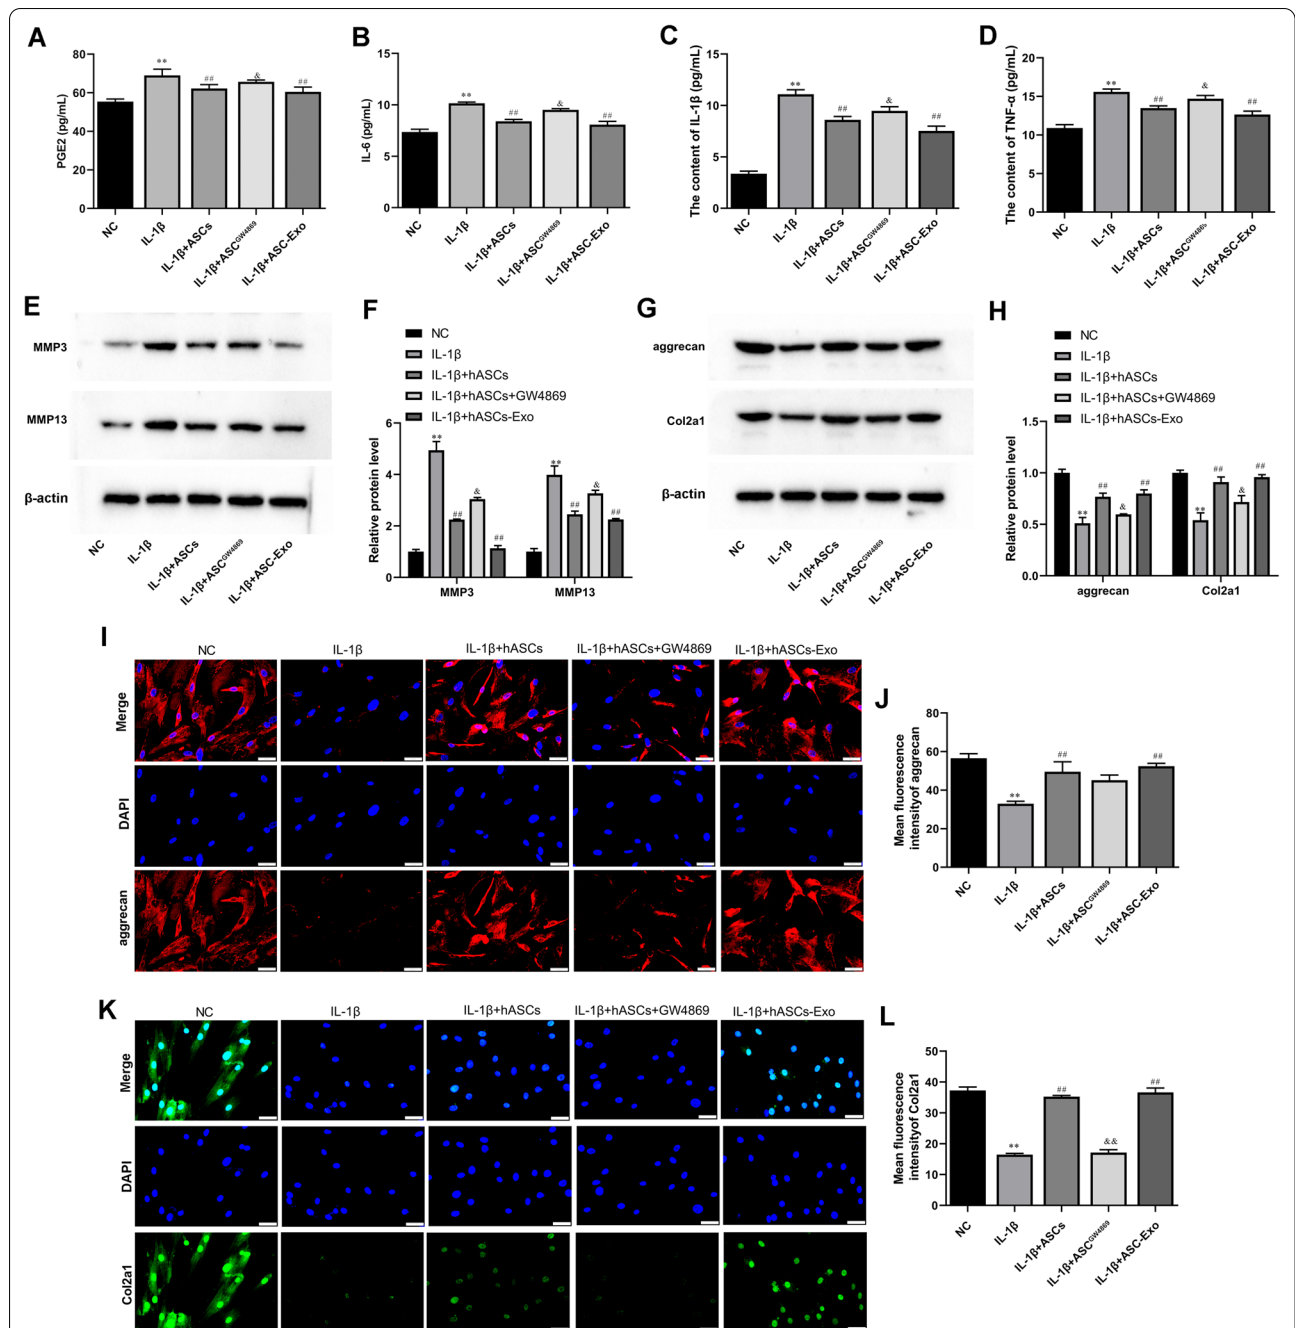 A
PGE2 (pg/mL)
80
60
40
20
0
**
##
&
##
NC
IL-1β
IL-1β+ASCs
IL-1β+ASC^GW4869
IL-1β+ASC-Exo
B
IL-6 (pg/mL)
15
10
5
0
**
##
&
##
NC
IL-1β
IL-1β+ASCs
IL-1β+ASC^GW4869
IL-1β+ASC-Exo
C
The content of IL-1β (pg/mL)
15
10
5
0
**
##
&
##
NC
IL-1β
IL-1β+ASCs
IL-1β+ASC^GW4869
IL-1β+ASC-Exo
D
The content of TNF-α (pg/mL)
20
15
10
5
0
**
##
&
##
NC
IL-1β
IL-1β+ASCs
IL-1β+ASC^GW4869
IL-1β+ASC-Exo
E
MMP3
MMP13
β-actin
NC
IL-1β
IL-1β+ASCs
IL-1β+ASC^GW4869
IL-1β+ASC-Exo
F
NC
IL-1β
IL-1β+hASCs
IL-1β+hASCs+GW4869
IL-1β+hASCs-Exo
Relative protein level
6
4
2
0
**
##
&
##
**
##
&
##
MMP3
MMP13
G
aggrecan
Col2a1
β-actin
NC
IL-1β
IL-1β+ASCs
IL-1β+ASC^GW4869
IL-1β+ASC-Exo
H
NC
IL-1β
IL-1β+hASCs
IL-1β+hASCs+GW4869
IL-1β+hASCs-Exo
Relative protein level
1.5
1.0
0.5
0.0
**
##
&
##
**
##
&
##
aggrecan
Col2a1
I
NC
IL-1β
IL-1β+hASCs
IL-1β+hASCs+GW4869
IL-1β+hASCs-Exo
Merge
DAPI
aggrecan
J
Mean fluorescence
intensityof aggrecan
80
60
40
20
0
**
##
##
NC
IL-1β
IL-1β+ASCs
IL-1β+ASC^GW4869
IL-1β+ASC-Exo
K
NC
IL-1β
IL-1β+hASCs
IL-1β+hASCs+GW4869
IL-1β+hASCs-Exo
Merge
DAPI
Col2a1
L
Mean fluorescence
intensityof Col2a1
50
40
30
20
10
0
**
##
&&
##
NC
IL-1β
IL-1β+ASCs
IL-1β+ASC^GW4869
IL-1β+ASC-Exo